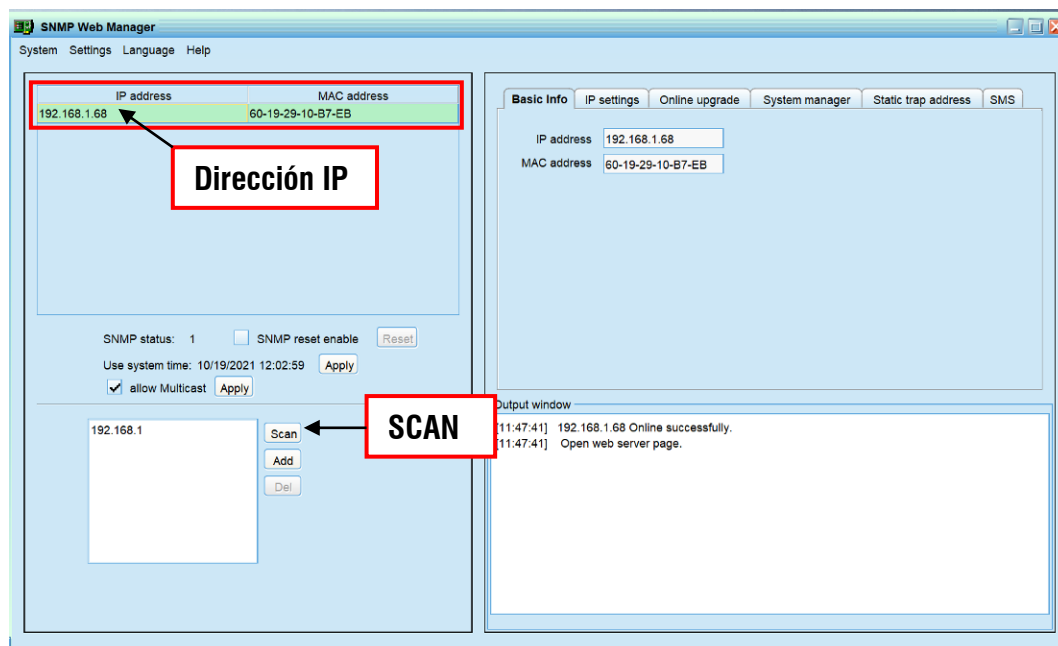 SNMP Web Manager
System Settings Language Help
IP address MAC address
192.168.1.68 60-19-29-10-B7-EB
Dirección IP
SNMP status: 1 SNMP reset enable Reset
Use system time: 10/19/2021 12:02:59 Apply
allow Multicast Apply
192.168.1
Scan
SCAN
Add
Del
Basic Info IP settings Online upgrade System manager Static trap address SMS
IP address 192.168.1.68
MAC address 60-19-29-10-B7-EB
Output window
[11:47:41] 192.168.1.68 Online successfully.
[11:47:41] Open web server page.